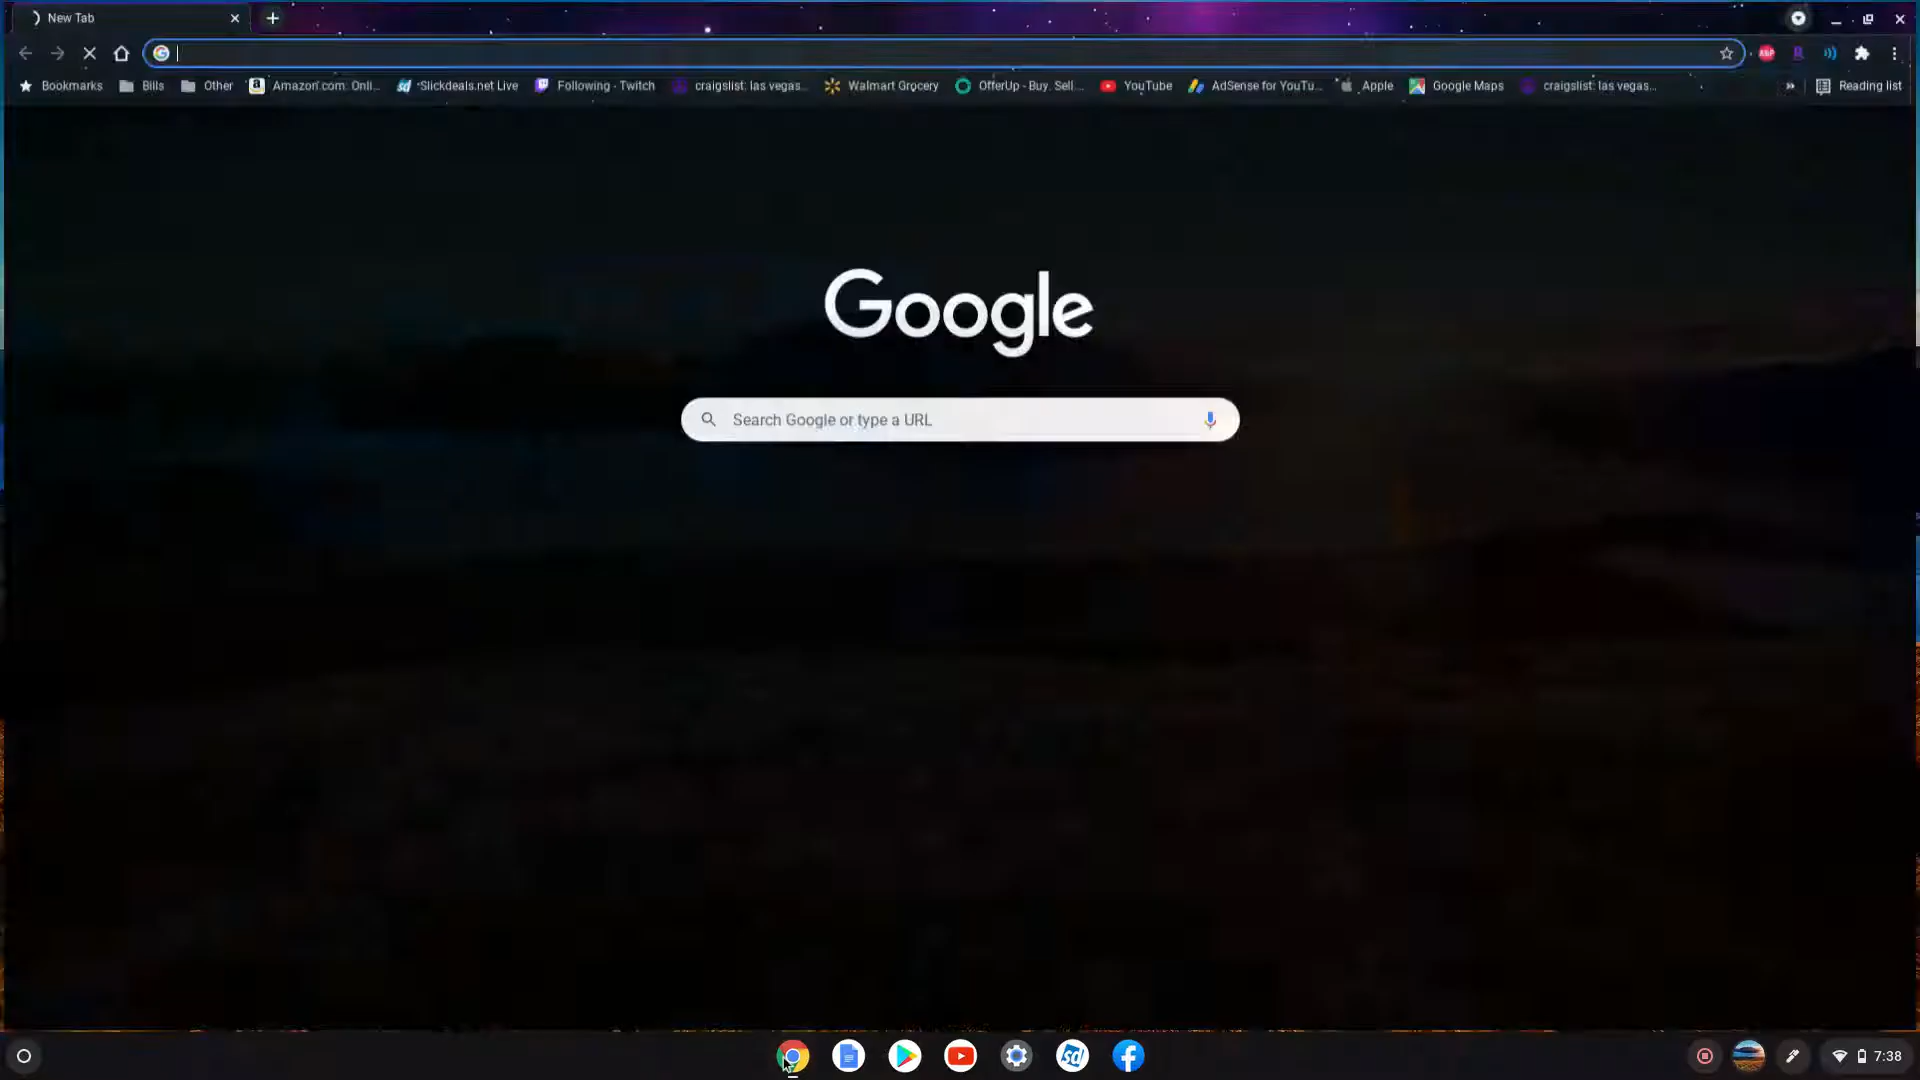 New Tab
Bookmarks
Bills
Other
Amazon.com: Onli...
Slickdeals.net Live
Following - Twitch
craigslist: las vegas...
Walmart Grocery
OfferUp - Buy. Sell....
YouTube
AdSense for YouTu...
Apple
Google Maps
craigslist: las vegas...
Reading list
Google
Search Google or type a URL
7:38